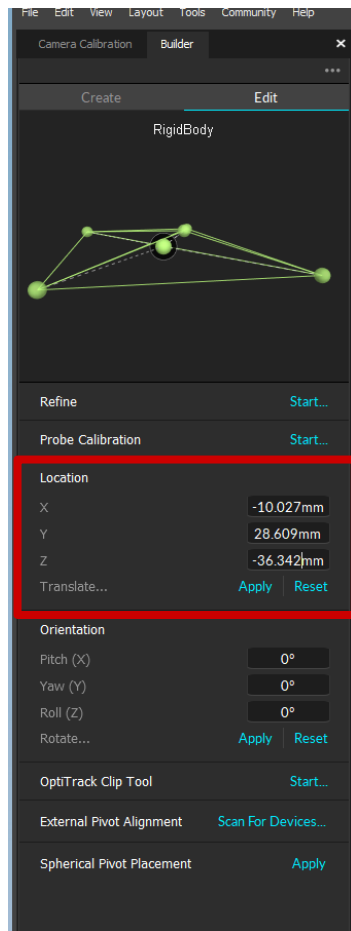 File Edit View Layout Tools Community Help
Camera Calibration Builder ×
...
Create Edit
RigidBody
Refine Start...
Probe Calibration Start...
Location
X -10.027mm
Y 28.609mm
Z -36.342mm
Translate... Apply Reset
Orientation
Pitch (X) 0°
Yaw (Y) 0°
Roll (Z) 0°
Rotate... Apply Reset
OptiTrack Clip Tool Start...
External Pivot Alignment Scan For Devices...
Spherical Pivot Placement Apply